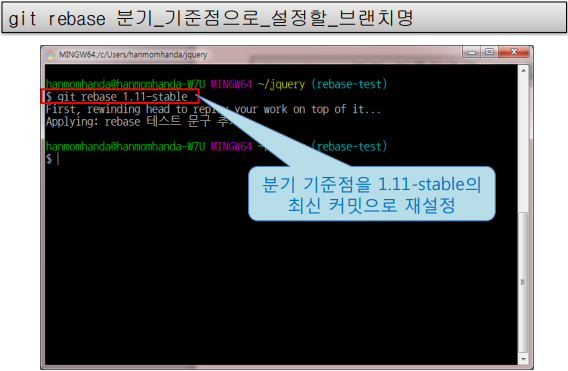 git rebase 분기_기준점으로_설정할_브랜치명
MINGW64:/c/Users/hanmomhanda/jquery
hanmomhanda@hanmomhanda-W7U MINGW64 ~/jquery (rebase-test)
$ git rebase 1.11-stable
First, rewinding head to replay your work on top of it...
Applying: rebase 테스트 문구 추
hanmomhanda@hanmomhanda-W7U MINGW64 ~/ (rebase-test)
$
분기 기준점을 1.11-stable의
최신 커밋으로 재설정